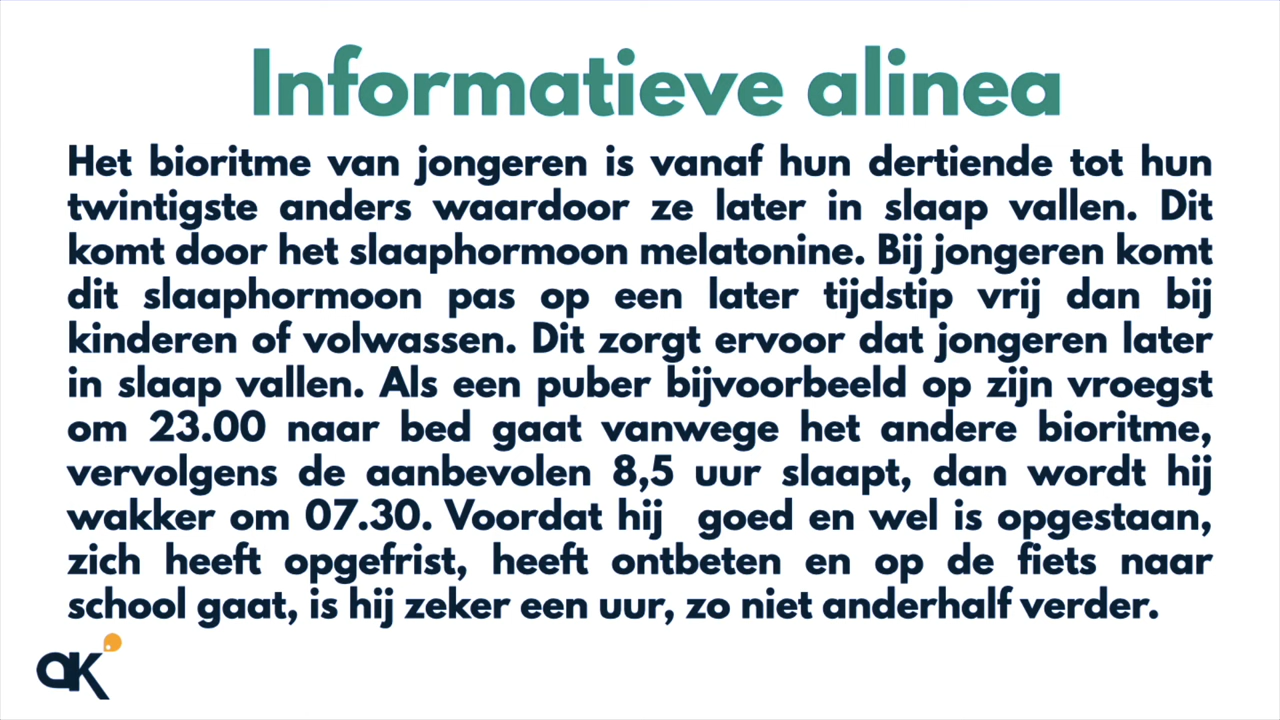 Informatieve alinea
Het bioritme van jongeren is vanaf hun dertiende tot hun
twintigste anders waardoor ze later in slaap vallen. Dit
komt door het slaaphormoon melatonine. Bij jongeren komt
dit slaaphormoon pas op een later tijdstip vrij dan bij
kinderen of volwassen. Dit zorgt ervoor dat jongeren later
in slaap vallen. Als een puber bijvoorbeeld op zijn vroegst
om 23.00 naar bed gaat vanwege het andere bioritme,
vervolgens de aanbevolen 8,5 uur slaapt, dan wordt hij
wakker om 07.30. Voordat hij goed en wel is opgestaan,
zich heeft opgefrist, heeft ontbeten en op de fiets naar
school gaat, is hij zeker een uur, zo niet anderhalf verder.
aK